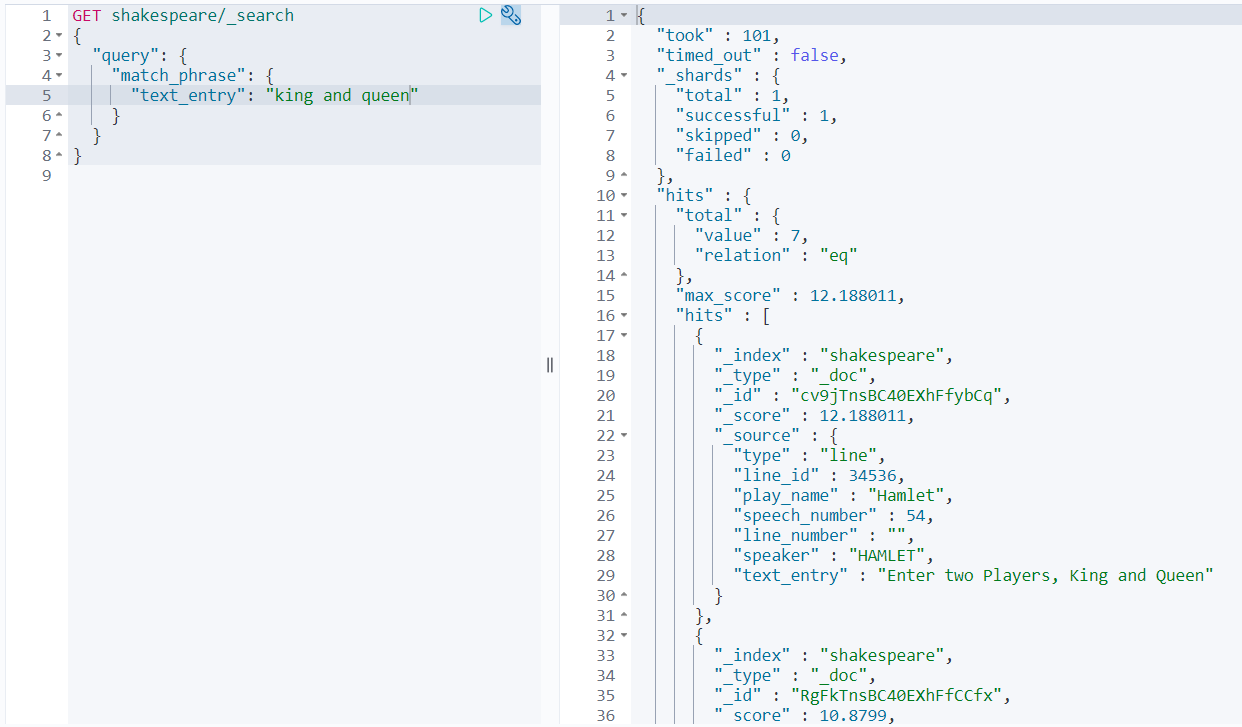 1 GET shakespeare/_search
2 {
3 "query": {
4 "match_phrase": {
5 "text_entry": "king and queen"
6 }
7 }
8 }
9
1 {
2 "took" : 101,
3 "timed_out" : false,
4 "_shards" : {
5 "total" : 1,
6 "successful" : 1,
7 "skipped" : 0,
8 "failed" : 0
9 },
10 "hits" : {
11 "total" : {
12 "value" : 7,
13 "relation" : "eq"
14 },
15 "max_score" : 12.188011,
16 "hits" : [
17 {
18 "_index" : "shakespeare",
19 "_type" : "_doc",
20 "_id" : "cv9jTnsBC40EXhFfybCq",
21 "_score" : 12.188011,
22 "_source" : {
23 "type" : "line",
24 "line_id" : 34536,
25 "play_name" : "Hamlet",
26 "speech_number" : 54,
27 "line_number" : "",
28 "speaker" : "HAMLET",
29 "text_entry" : "Enter two Players, King and Queen"
30 }
31 },
32 {
33 "_index" : "shakespeare",
34 "_type" : "_doc",
35 "_id" : "RgFkTnsBC40EXhFfCCfx",
36 "_score" : 10.8799,